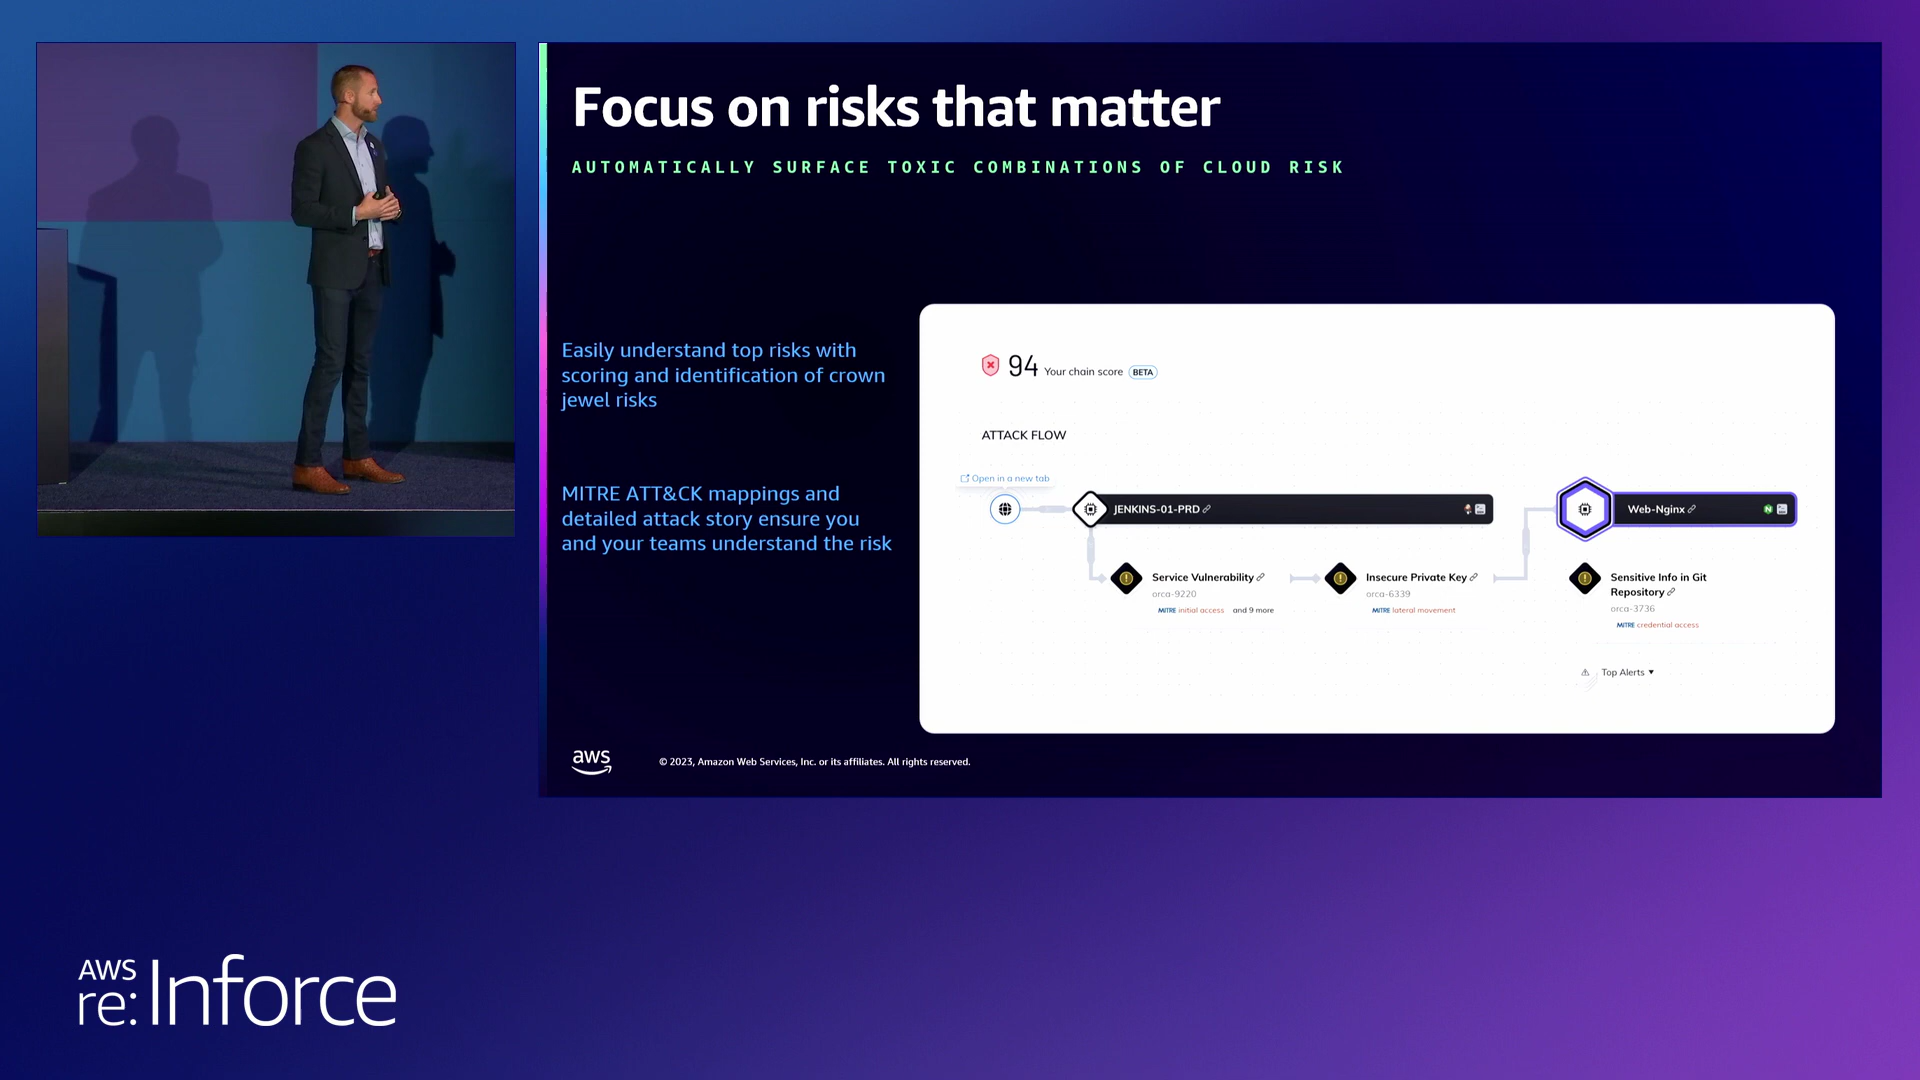 Focus on risks that matter
AUTOMATICALLY SURFACE TOXIC COMBINATIONS OF CLOUD RISK
Easily understand top risks with
scoring and identification of crown
jewel risks
MITRE ATT&CK mappings and
detailed attack story ensure you
and your teams understand the risk
94 Your chain score BETA
ATTACK FLOW
Open in a new tab
JENKINS-01-PRD
Web-Nginx
Service Vulnerability
orca-9220
MITRE initial access and 9 more
Insecure Private Key
orca-6339
MITRE lateral movement
Sensitive Info in Git
Repository
orca-3736
MITRE credential access
Top Alerts
aws
© 2023, Amazon Web Services, Inc. or its affiliates. All rights reserved.
AWS
re:Inforce